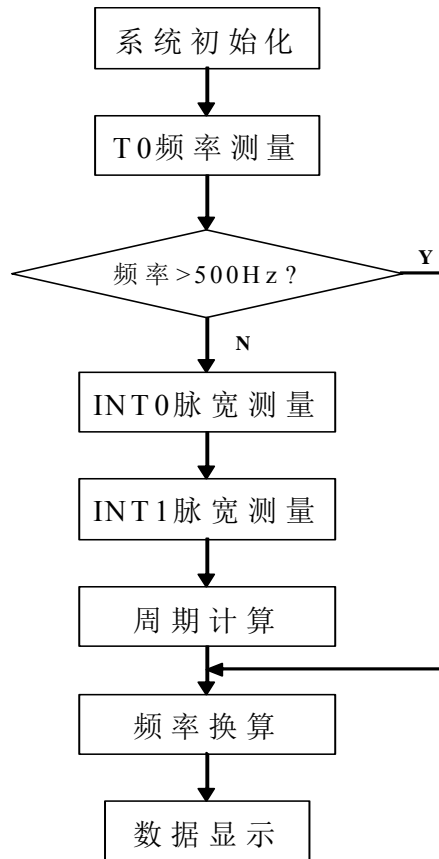 系统初始化
T0频率测量
频率>500Hz?
Y
N
INT0脉宽测量
INT1脉宽测量
周期计算
频率换算
数据显示